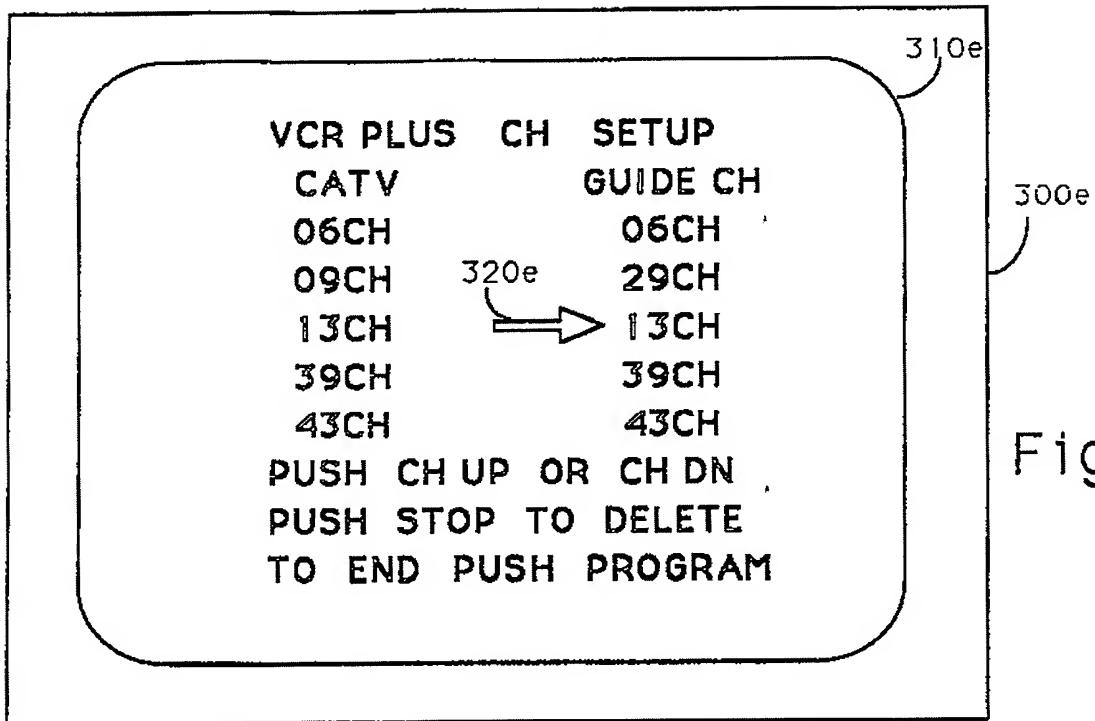 310e
VCR PLUS CH SETUP
CATV GUIDE CH
300e
06CH 06CH
09CH 320e 29CH
13CH 13CH
39CH 39CH
43CH 43CH
Fig
PUSH CH UP OR CH DN
PUSH STOP TO DELETE
TO END PUSH PROGRAM